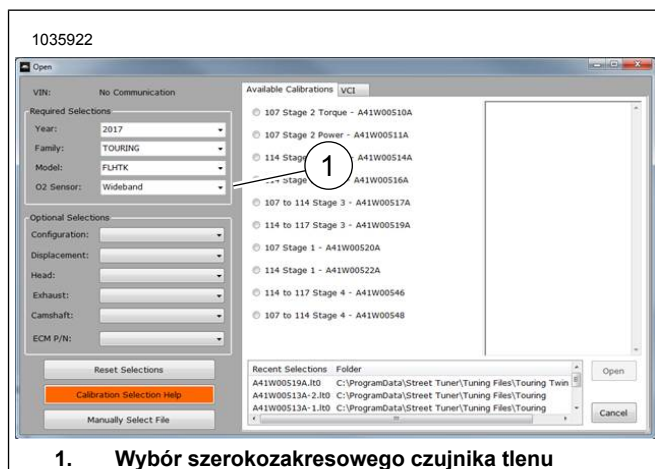 1035922
Open
VIN: No Communication
Required Selections
Year: 2017
Family: TOURING
Model: FLHTK
O2 Sensor: Wideband
Optional Selections
Configuration:
Displacement:
Head:
Exhaust:
Camshaft:
ECM P/N:
Reset Selections
Calibration Selection Help
Manually Select File
Available Calibrations VCI
107 Stage 2 Torque - A41W00510A
107 Stage 2 Power - A41W00511A
114 Stage A41W00514A
Stage A41W00516A
107 to 114 Stage 3 - A41W00517A
114 to 117 Stage 3 - A41W00519A
107 Stage 1 - A41W00520A
114 Stage 1 - A41W00522A
114 to 117 Stage 4 - A41W00546
107 to 114 Stage 4 - A41W00548
1
Recent Selections Folder
A41W00519A.lt0 C:\ProgramData\Street Tuner\Tuning Files\Touring Twin
A41W00513A-2.lt0 C:\ProgramData\Street Tuner\Tuning Files\Touring
A41W00513A-1.lt0 C:\ProgramData\Street Tuner\Tuning Files\Touring
Open
Cancel
1. Wybór szerokozakresowego czujnika tlenu